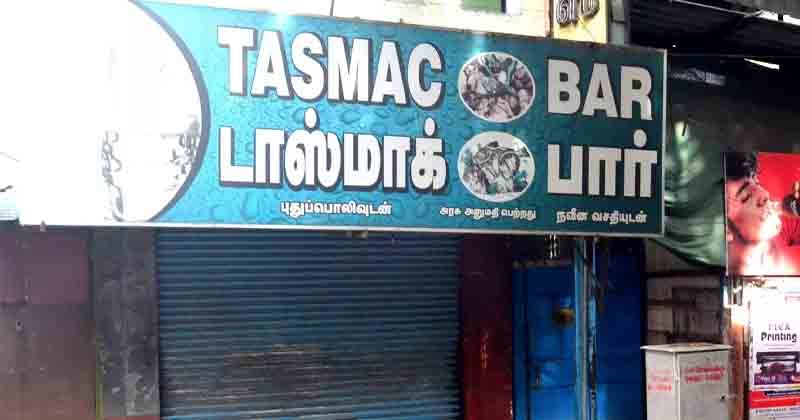 TASMAC BAR
டாஸ்மாக் பார்
புதுப்பொலிவுடன் அரசு அனுமதி பெற்றது நவீன வசதியுடன்
Printing